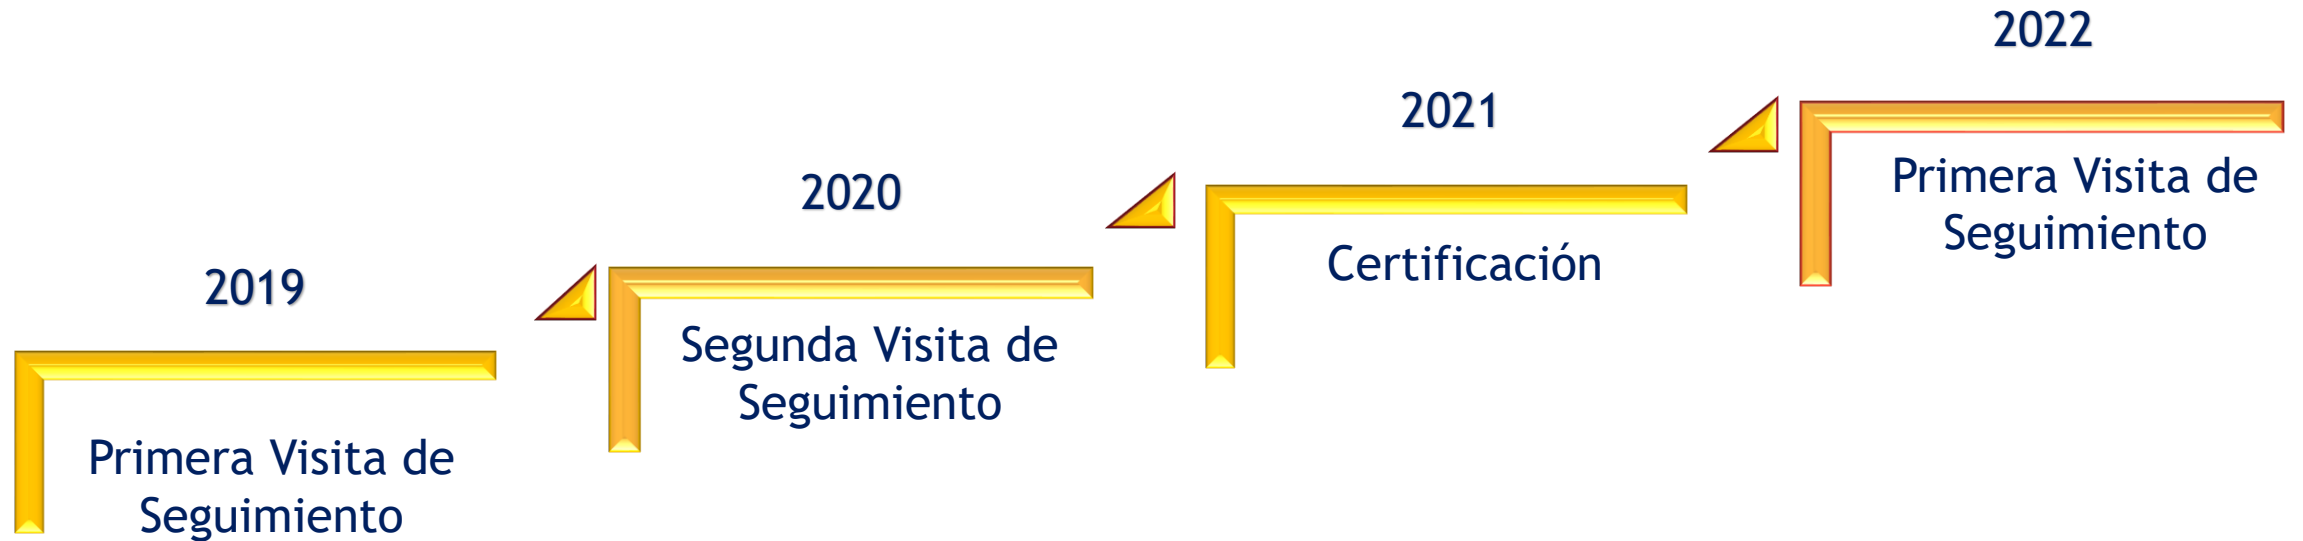 2019
Primera Visita de
Seguimiento
2020
Segunda Visita de
Seguimiento
2021
Certificación
2022
Primera Visita de
Seguimiento